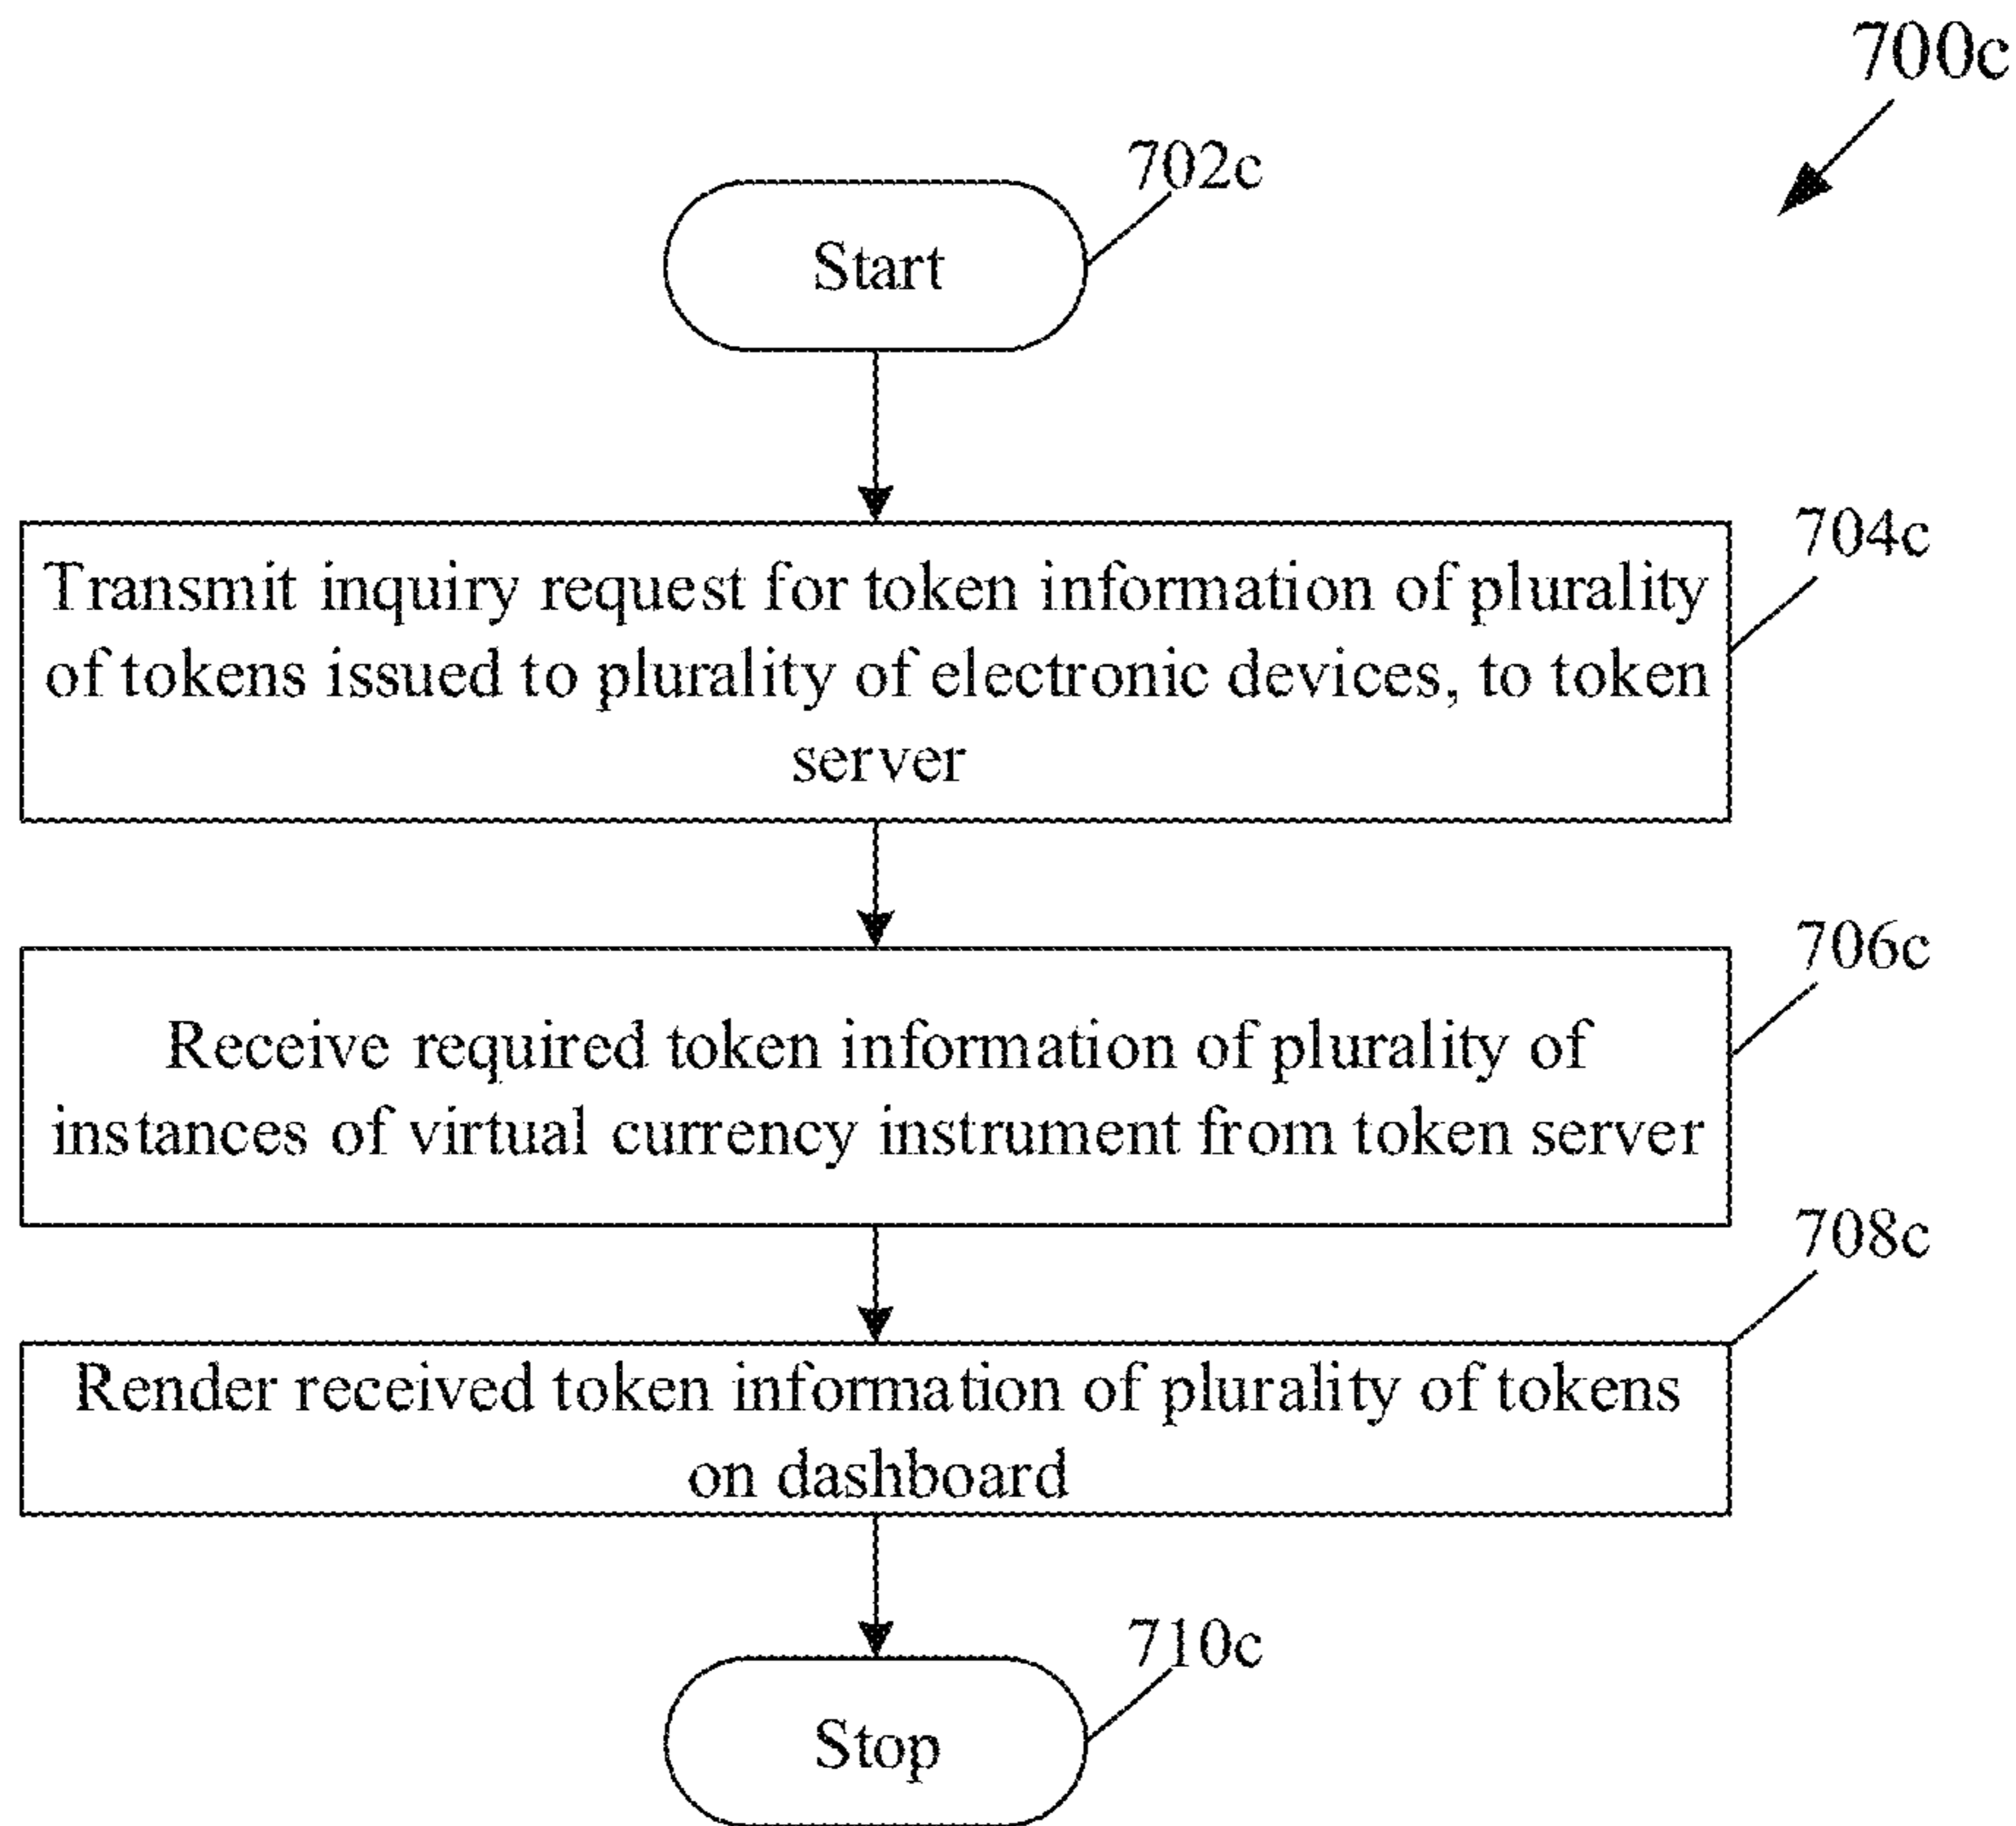 700c
702c
Start
704c
Transmit inquiry request for token information of plurality
of tokens issued to plurality of electronic devices, to token
server
706c
Receive required token information of plurality of
instances of virtual currency instrument from token server
708c
Render received token information of plurality of tokens
on dashboard
710c
Stop